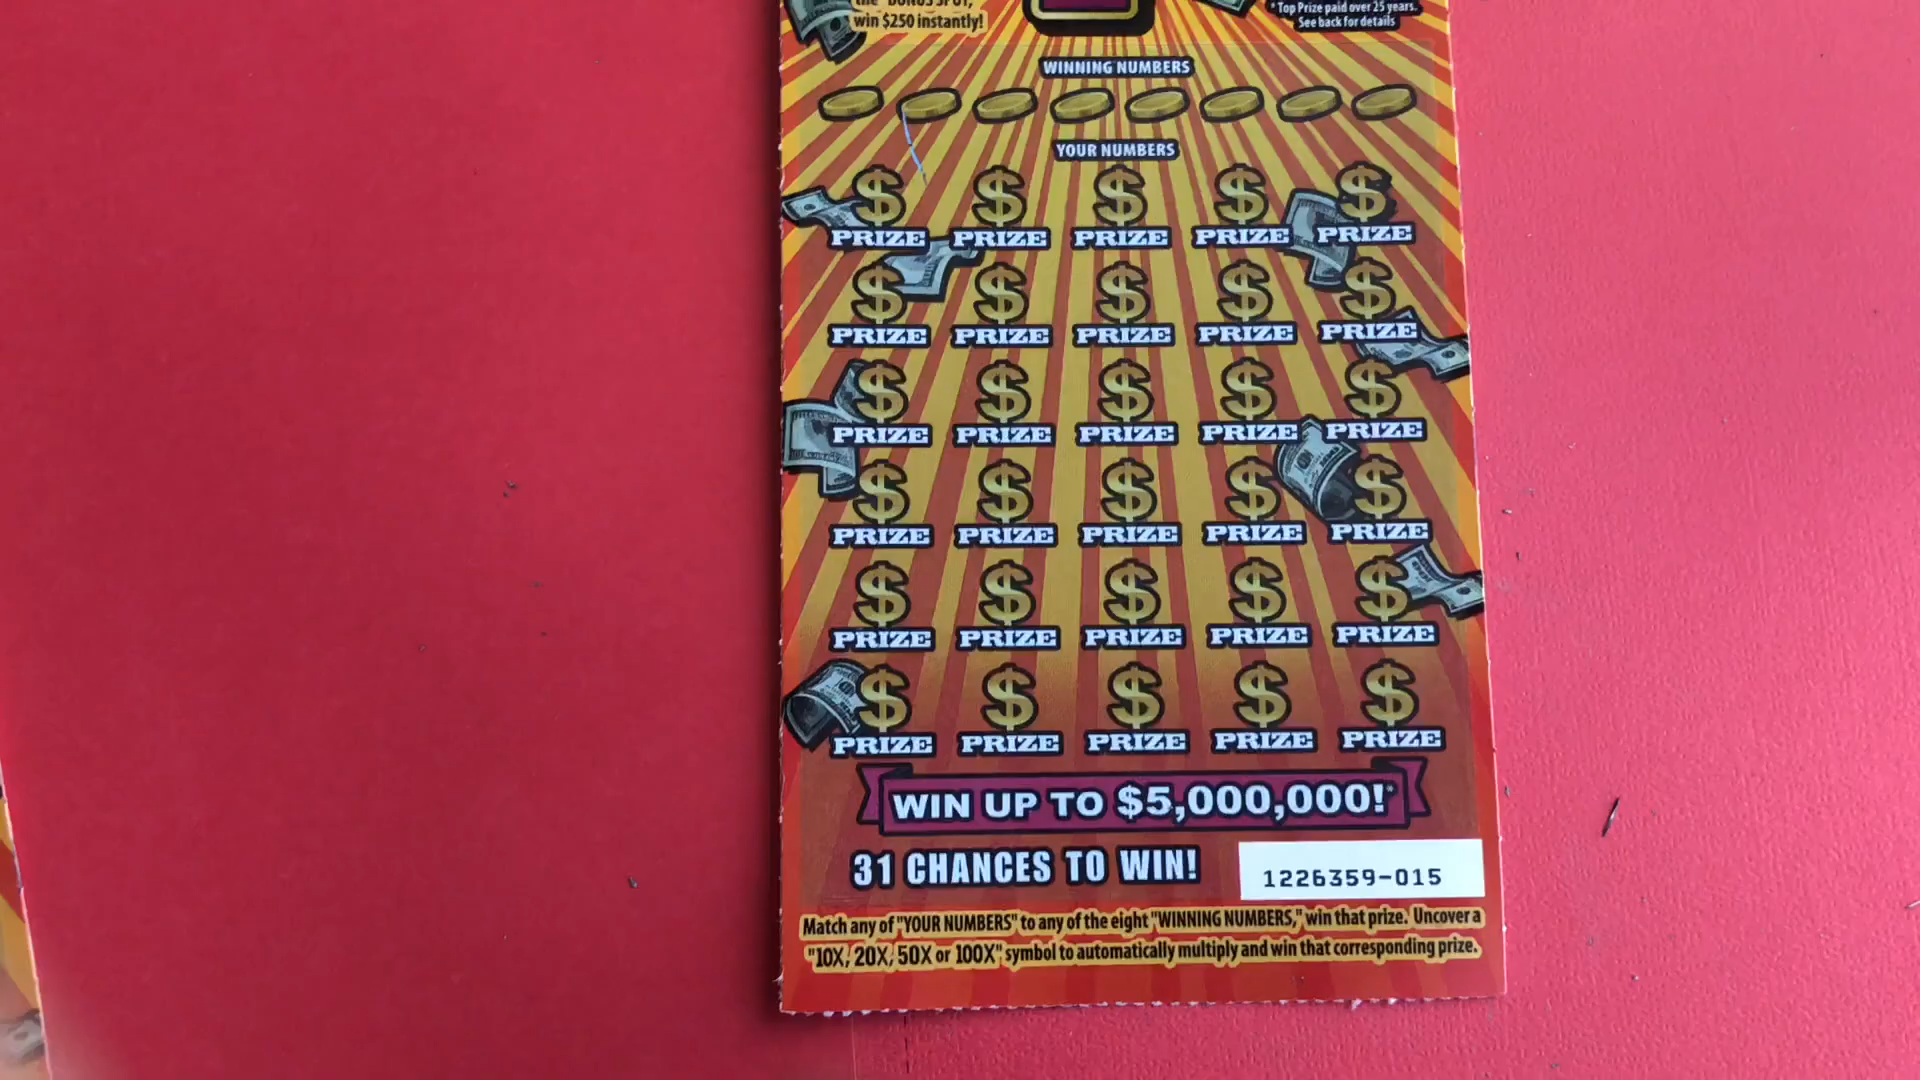 the "BONUS SPOT,"
win $250 instantly!
*Top Prize paid over 25 years.
See back for details
WINNING NUMBERS
YOUR NUMBERS
$ $ $ $ $
PRIZE PRIZE PRIZE PRIZE PRIZE
$ $ $ $ $
PRIZE PRIZE PRIZE PRIZE PRIZE
$ $ $ $ $
PRIZE PRIZE PRIZE PRIZE PRIZE
$ $ $ $ $
PRIZE PRIZE PRIZE PRIZE PRIZE
$ $ $ $ $
PRIZE PRIZE PRIZE PRIZE PRIZE
$ $ $ $ $
PRIZE PRIZE PRIZE PRIZE PRIZE
WIN UP TO $5,000,000!*
31 CHANCES TO WIN!
1226359-015
Match any of "YOUR NUMBERS" to any of the eight "WINNING NUMBERS," win that prize. Uncover a
"10X, 20X, 50X or 100X" symbol to automatically multiply and win that corresponding prize.